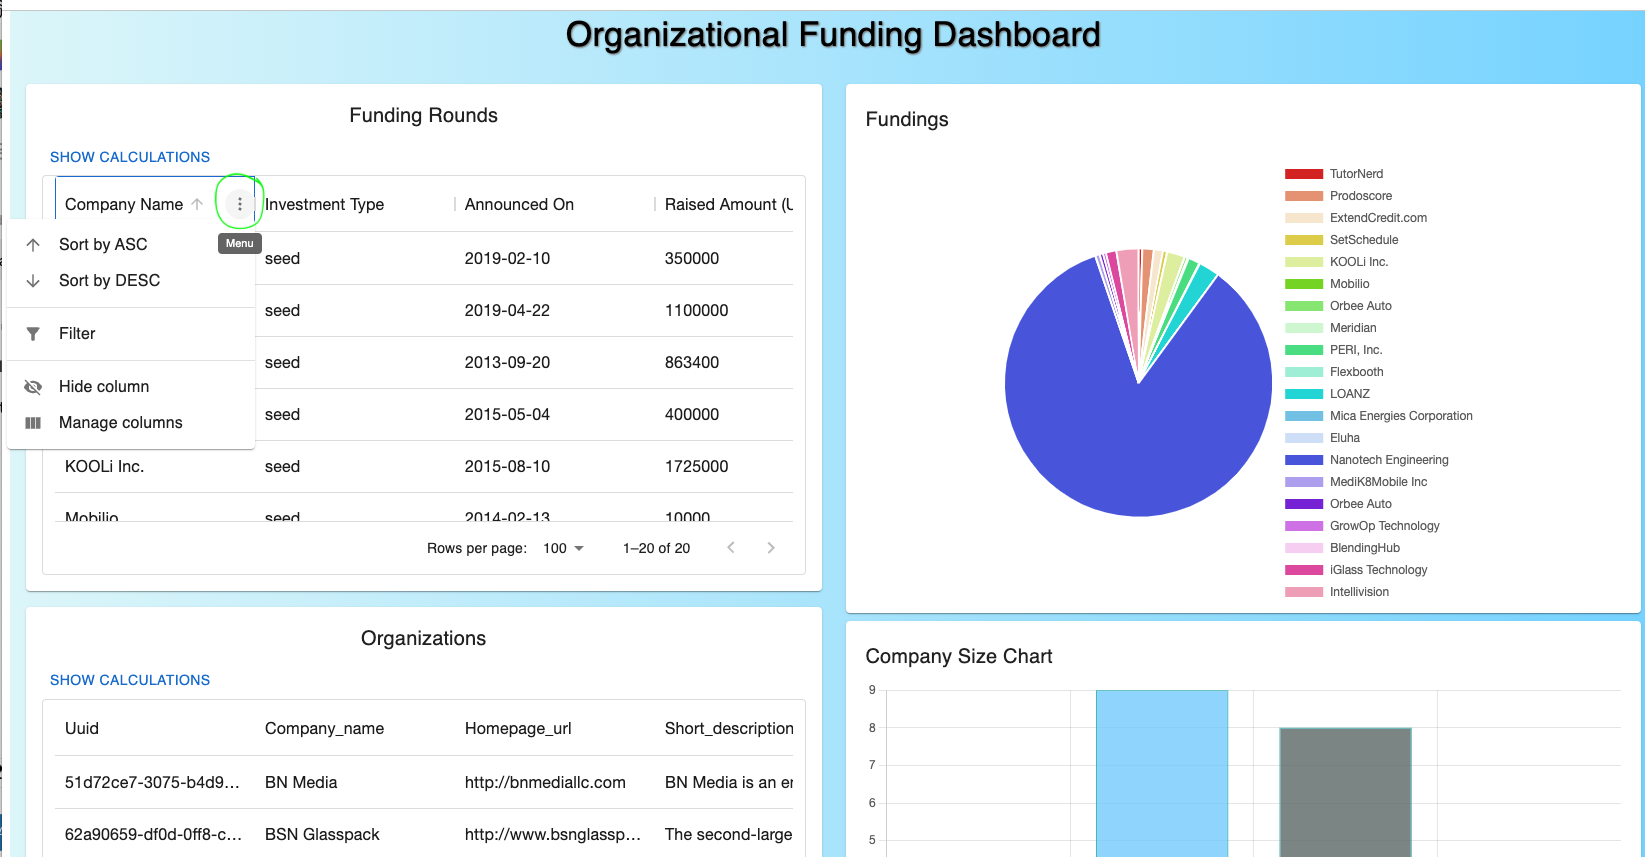 Organizational Funding Dashboard
Funding Rounds
SHOW CALCULATIONS
Company Name
Investment Type
Announced On
Raised Amount (U
Menu
Sort by ASC
Sort by DESC
Filter
Hide column
Manage columns
seed 2019-02-10 350000
seed 2019-04-22 1100000
seed 2013-09-20 863400
seed 2015-05-04 400000
KOOLi Inc. seed 2015-08-10 1725000
Mobilio seed 2014-02-13 10000
Rows per page: 100 1–20 of 20
Organizations
SHOW CALCULATIONS
Uuid Company_name Homepage_url Short_description
51d72ce7-3075-b4d9... BN Media http://bnmediallc.com BN Media is an er
62a90659-df0d-0ff8-c... BSN Glasspack http://www.bsnglassp... The second-large
Fundings
TutorNerd
Prodoscore
ExtendCredit.com
SetSchedule
KOOLi Inc.
Mobilio
Orbee Auto
Meridian
PERI, Inc.
Flexbooth
LOANZ
Mica Energies Corporation
Eluha
Nanotech Engineering
MediK8Mobile Inc
Orbee Auto
GrowOp Technology
BlendingHub
iGlass Technology
Intellivision
Company Size Chart
9
8
7
6
5